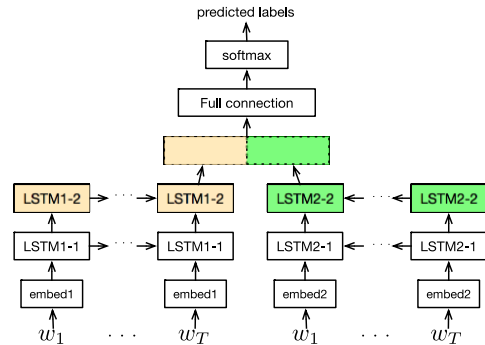 predicted labels
softmax
Full connection
LSTM1-2 · · · LSTM1-2 LSTM2-2 · · · LSTM2-2
LSTM1-1 · · · LSTM1-1 LSTM2-1 · · · LSTM2-1
embed1 embed1 embed2 embed2
w1 · · · wT w1 · · · wT